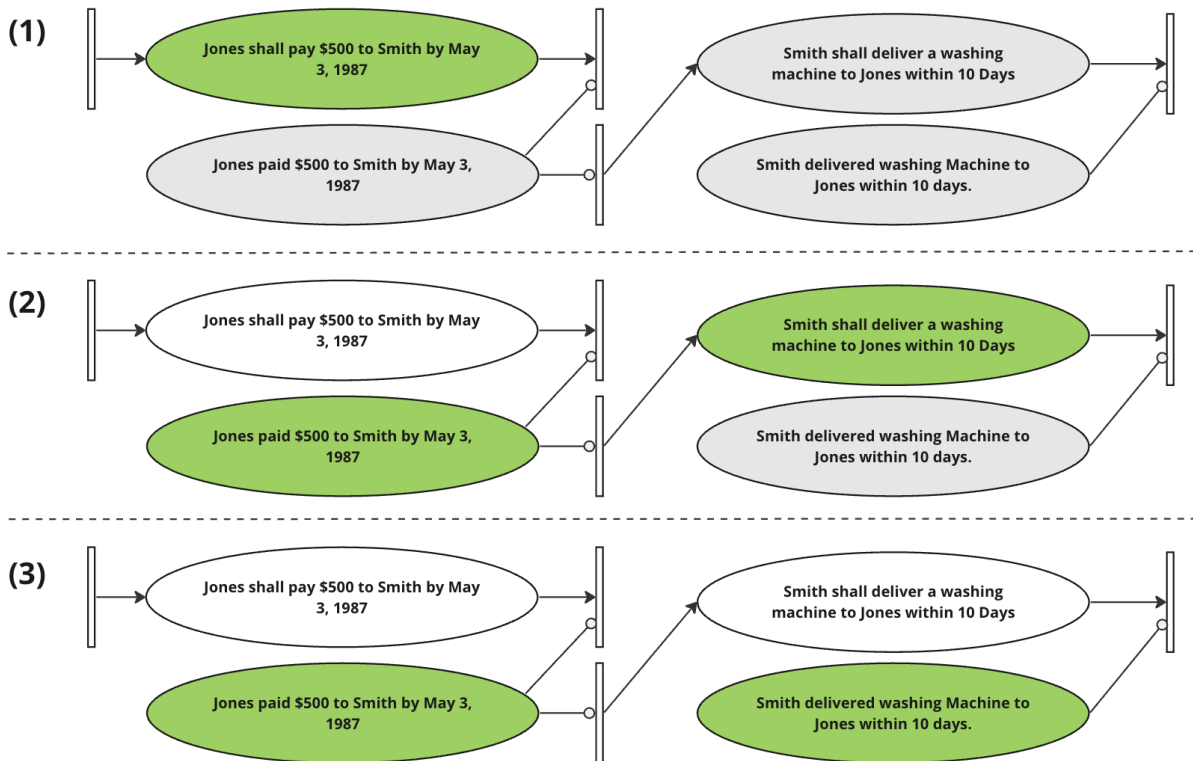 (1)
Jones shall pay $500 to Smith by May
3, 1987
Smith shall deliver a washing
machine to Jones within 10 Days
Jones paid $500 to Smith by May 3,
1987
Smith delivered washing Machine to
Jones within 10 days.
(2)
Jones shall pay $500 to Smith by May
3, 1987
Smith shall deliver a washing
machine to Jones within 10 Days
Jones paid $500 to Smith by May 3,
1987
Smith delivered washing Machine to
Jones within 10 days.
(3)
Jones shall pay $500 to Smith by May
3, 1987
Smith shall deliver a washing
machine to Jones within 10 Days
Jones paid $500 to Smith by May 3,
1987
Smith delivered washing Machine to
Jones within 10 days.